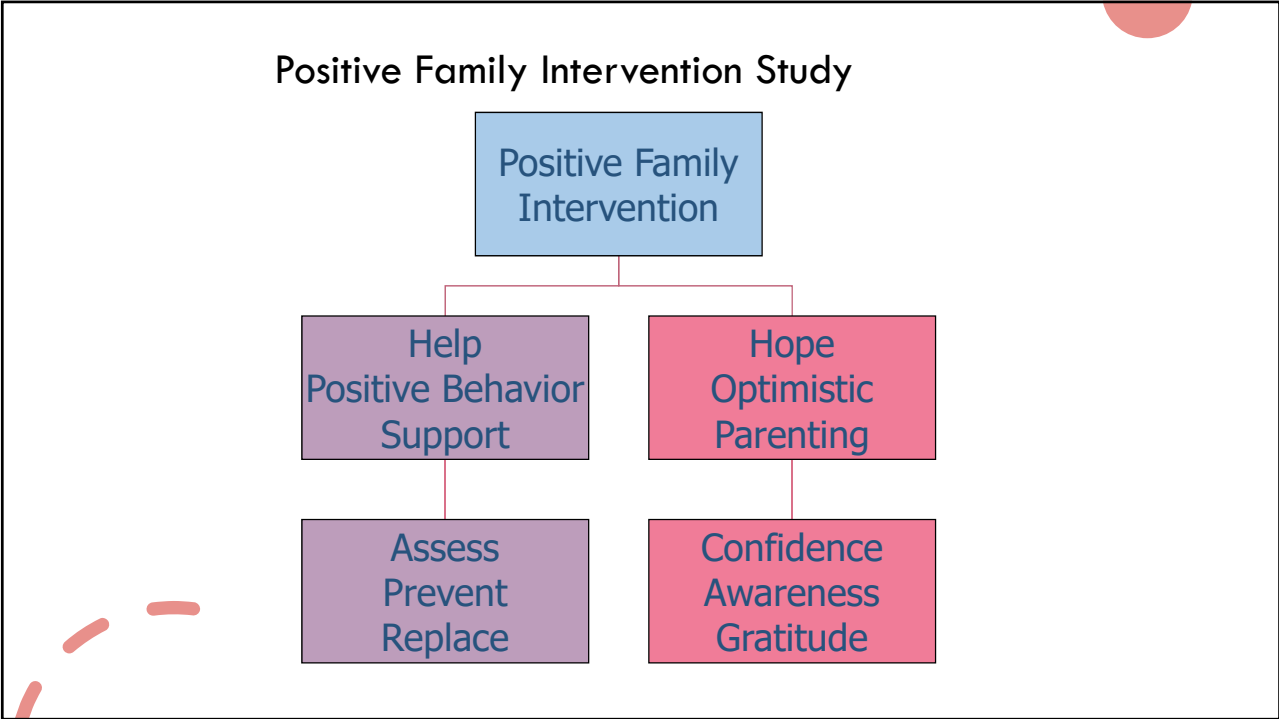 Positive Family Intervention Study
Positive Family
Intervention
Help
Positive Behavior
Support
Hope
Optimistic
Parenting
Assess
Prevent
Replace
Confidence
Awareness
Gratitude